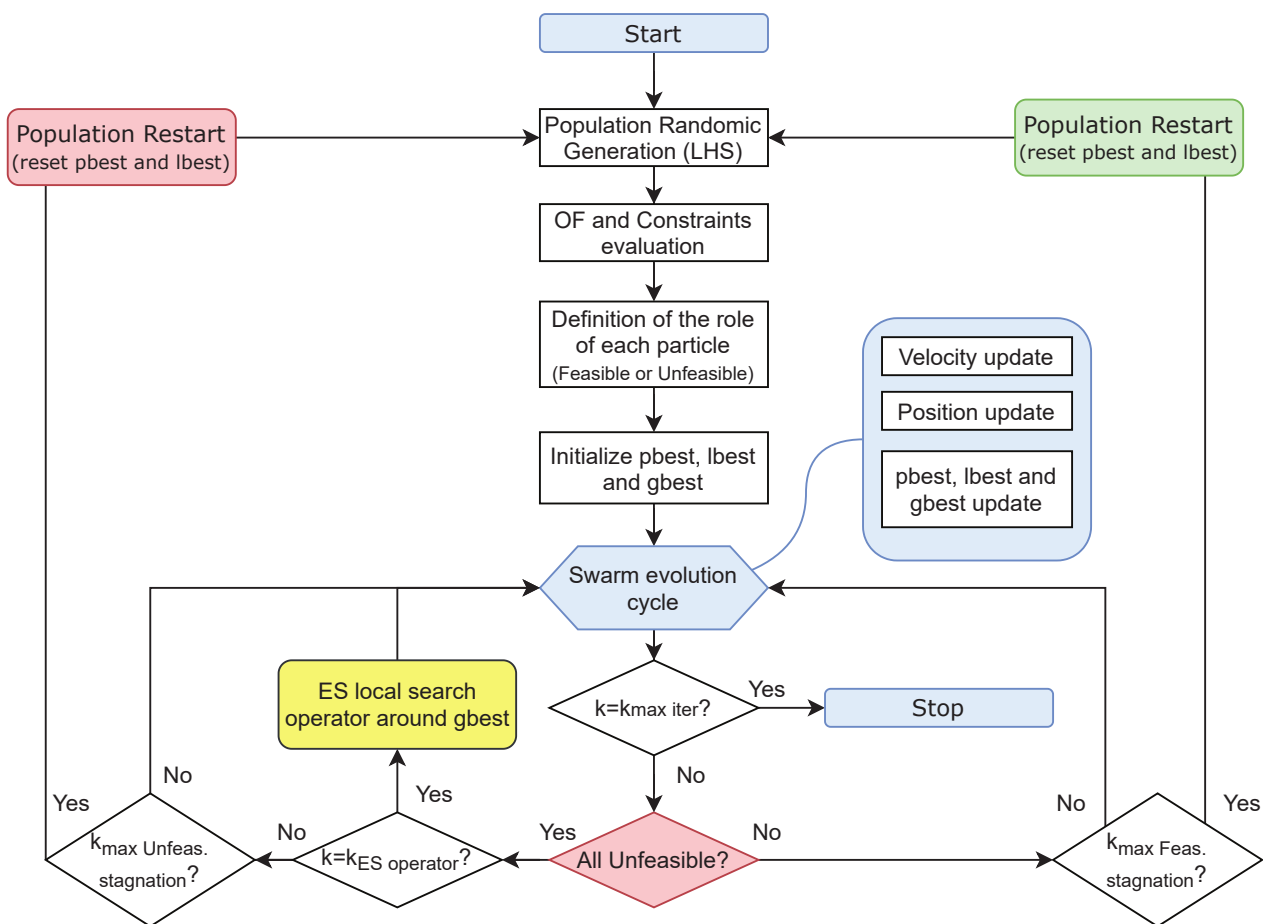 Start
Population Restart
(reset pbest and lbest)
Population Randomic
Generation (LHS)
Population Restart
(reset pbest and lbest)
OF and Constraints
evaluation
Definition of the role
of each particle
(Feasible or Unfeasible)
Velocity update
Position update
pbest, lbest and
gbest update
Initialize pbest, lbest
and gbest
Swarm evolution
cycle
ES local search
operator around gbest
k=kmax iter?
Yes
Stop
No
No
Yes
Yes
No
Yes
No
No
Yes
kmax Unfeas.
stagnation?
k=kES operator?
All Unfeasible?
kmax Feas.
stagnation?